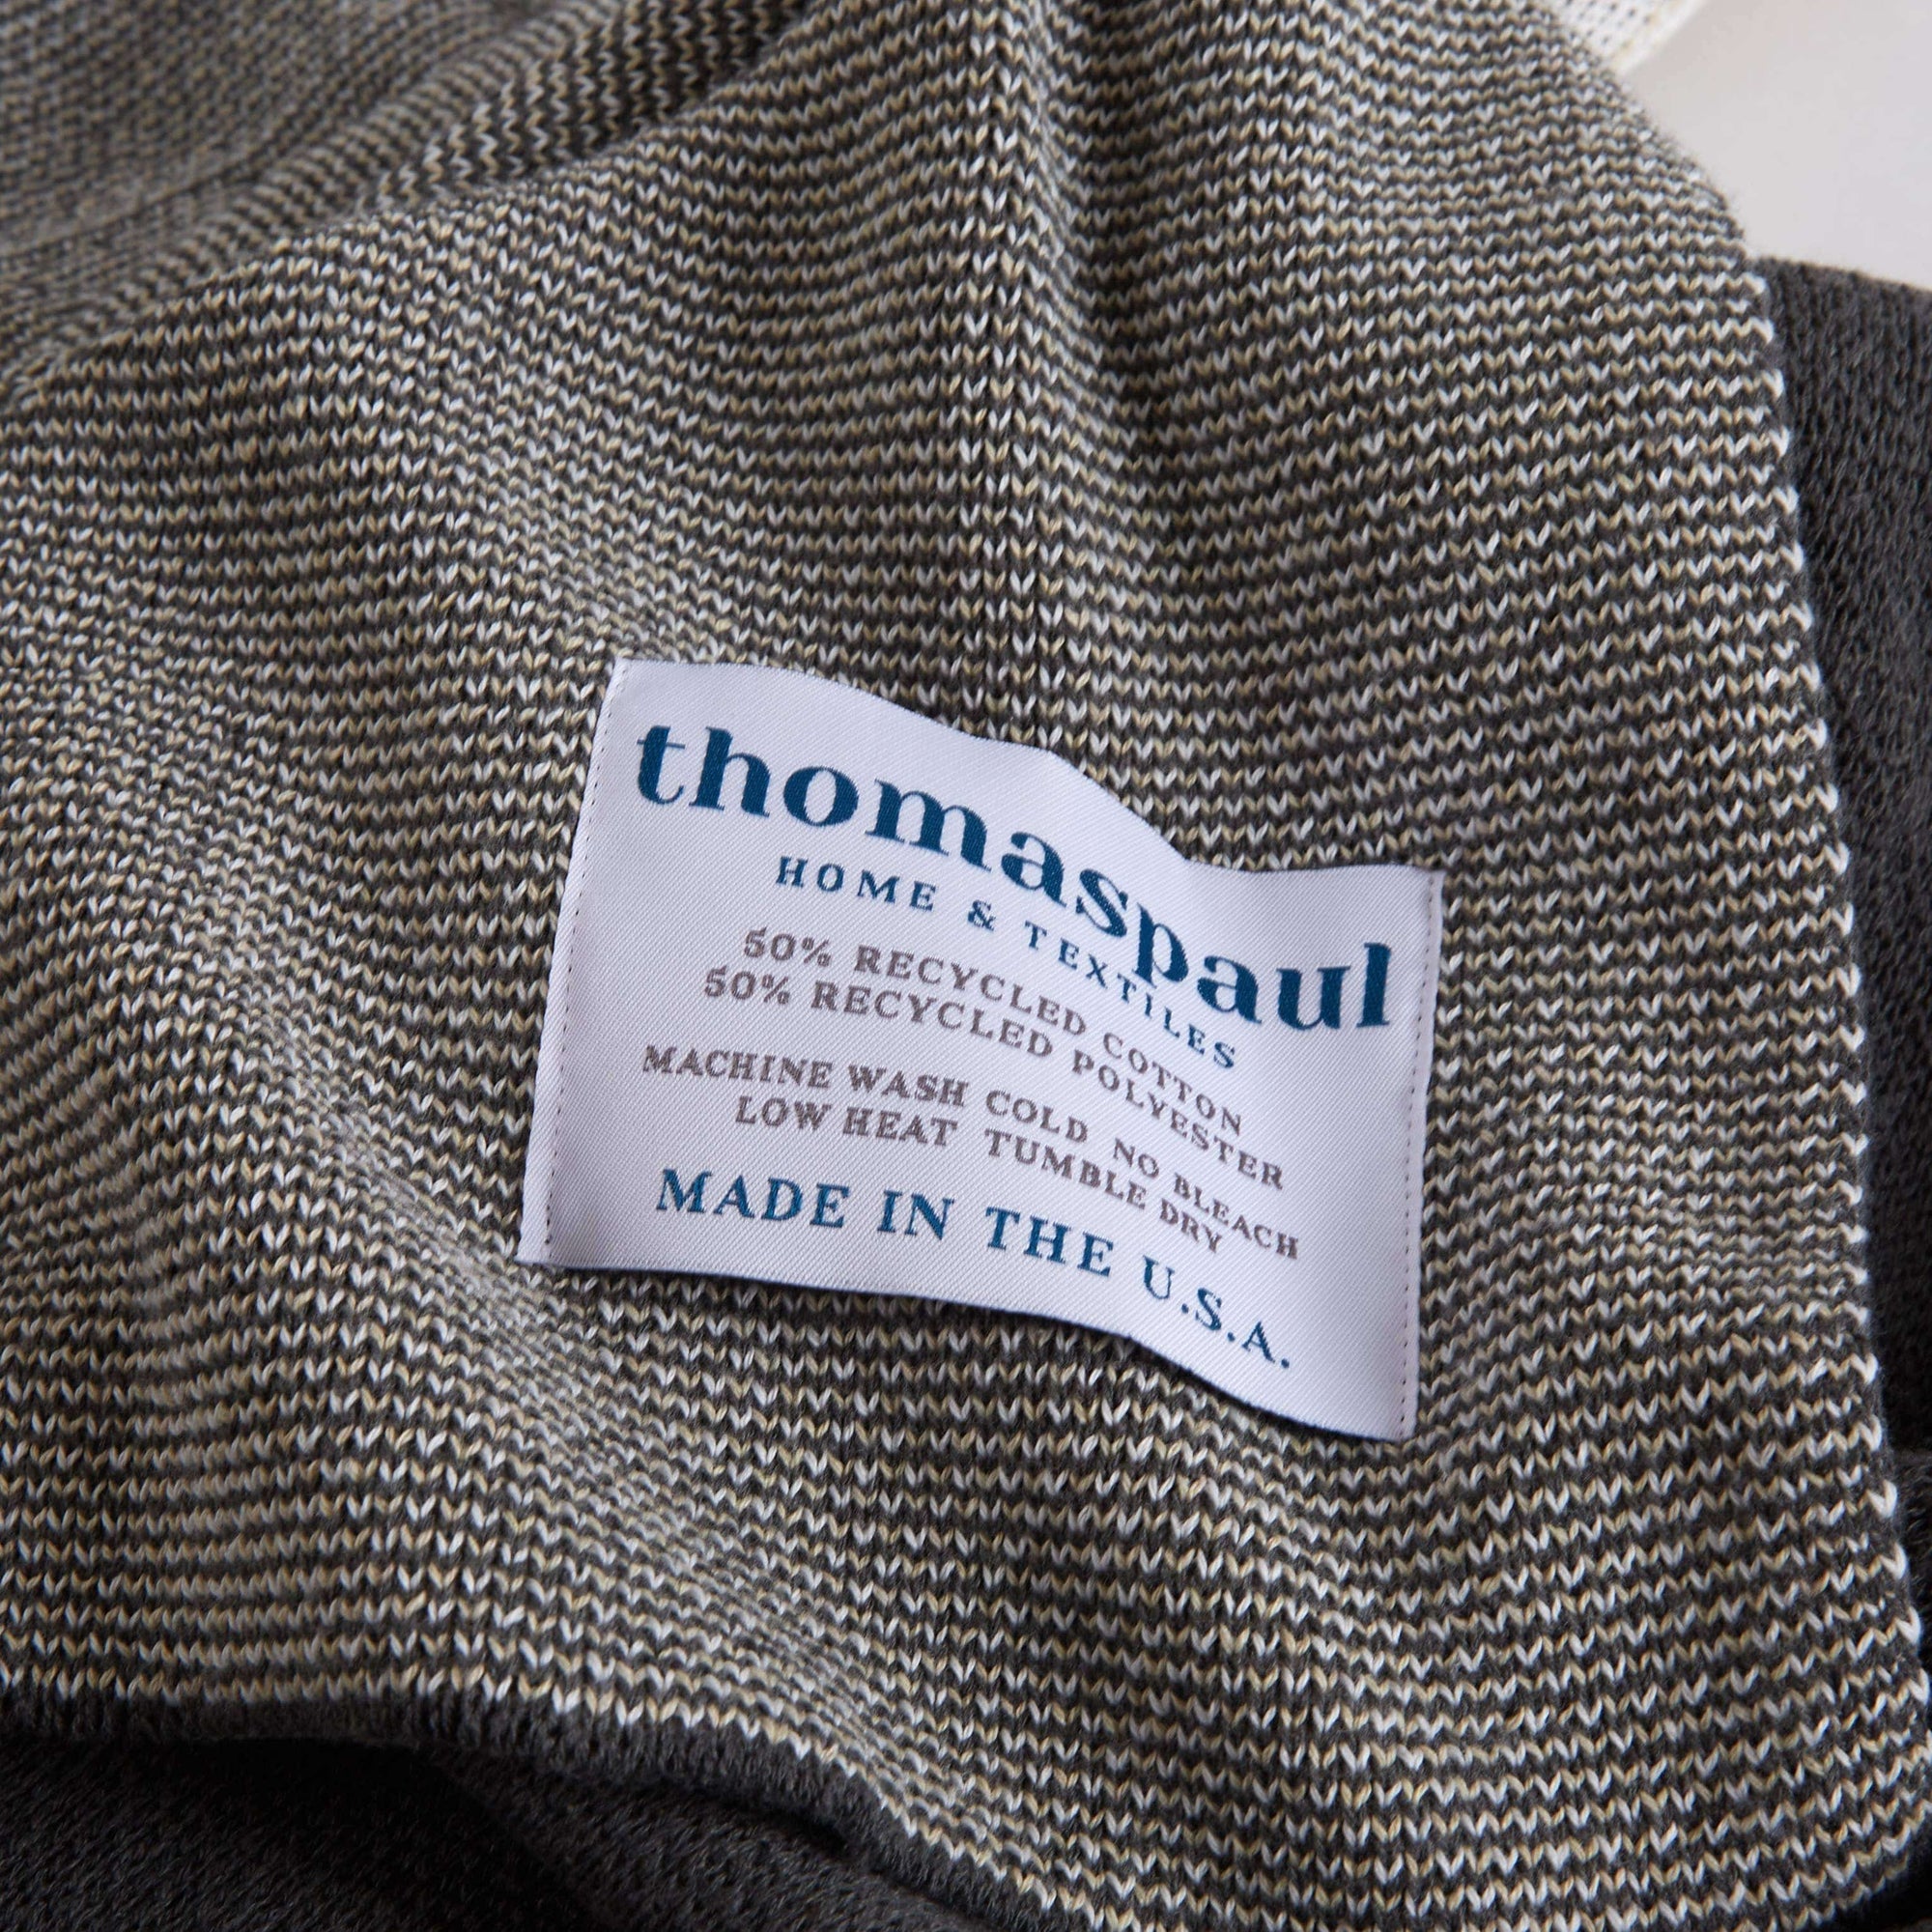 thomaspaul
HOME & TEXTILES
50% RECYCLED COTTON
50% RECYCLED POLYESTER
MACHINE WASH COLD NO BLEACH
LOW HEAT TUMBLE DRY
MADE IN THE U.S.A.